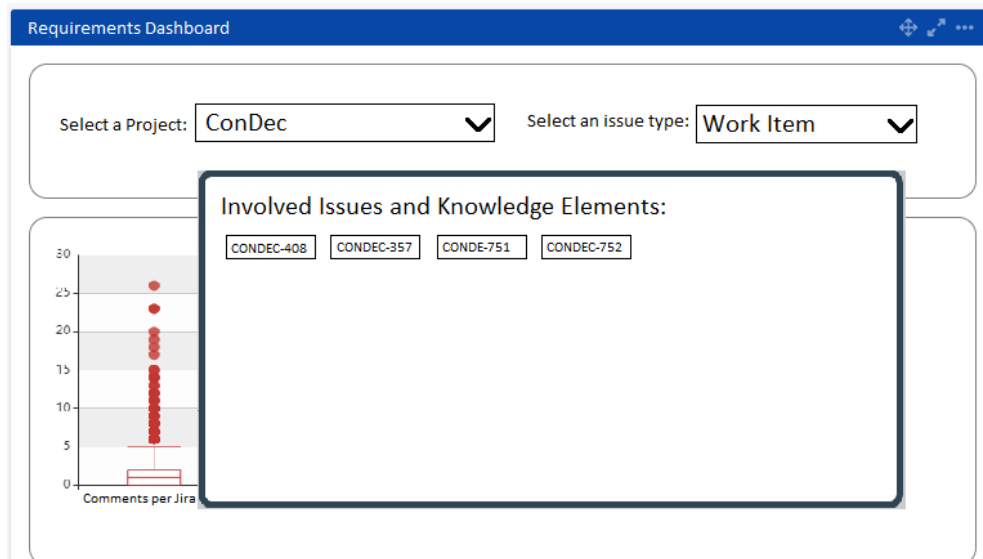 Requirements Dashboard
Select a Project: ConDec
Select an issue type: Work Item
Involved Issues and Knowledge Elements:
CONDEC-408 CONDEC-357 CONDE-751 CONDEC-752
30
25
20
15
10
5
0
Comments per Jira